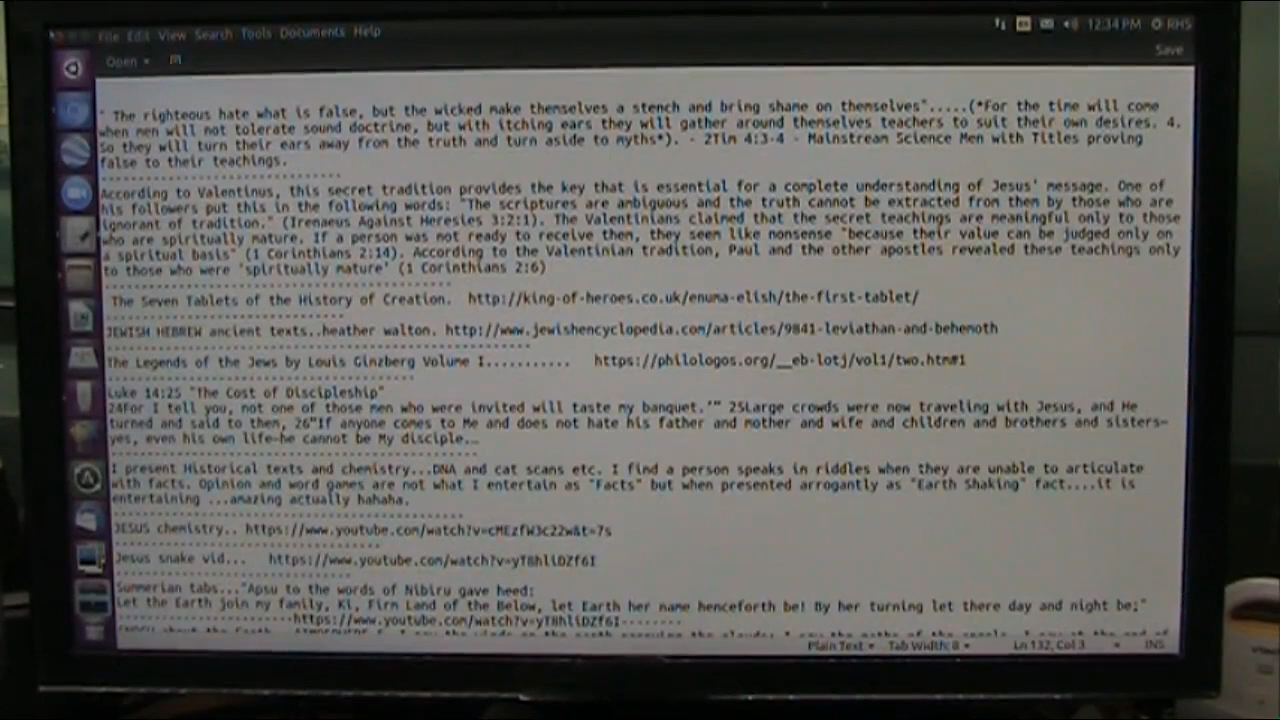 File Edit View Search Tools Documents Help
12:34 PM RHS
Open Save
" The righteous hate what is false, but the wicked make themselves a stench and bring shame on themselves".....(*For the time will come
when men will not tolerate sound doctrine, but with itching ears they will gather around themselves teachers to suit their own desires. 4.
So they will turn their ears away from the truth and turn aside to myths*). - 2Tim 4:3-4 - Mainstream Science Men with Titles proving
false to their teachings.
------------------------------
According to Valentinus, this secret tradition provides the key that is essential for a complete understanding of Jesus' message. One of
his followers put this in the following words: "The scriptures are ambiguous and the truth cannot be extracted from them by those who are
ignorant of tradition." (Irenaeus Against Heresies 3:2:1). The Valentinians claimed that the secret teachings are meaningful only to those
who are spiritually mature. If a person was not ready to receive then, they seem like nonsense "because their value can be judged only on
a spiritual basis" (1 Corinthians 2:14). According to the Valentinian tradition, Paul and the other apostles revealed these teachings only
to those who were 'spiritually mature' (1 Corinthians 2:6)
--------------------------------------------
The Seven Tablets of the History of Creation. http://king-of-heroes.co.uk/enuma-elish/the-first-tablet/
------------------------------
JEWISH HEBREW ancient texts..heather walton. http://www.jewishencyclopedia.com/articles/9841-leviathan-and-behemoth
-------------------------------------------------------
The Legends of the Jews by Louis Ginzberg Volume I........... https://philologos.org/__eb-lotj/vol1/two.htm#1
---------------------------------------
Luke 14:25 "The Cost of Discipleship"
24For I tell you, not one of those men who were invited will taste my banquet.'" 25Large crowds were now traveling with Jesus, and He
turned and said to them, 26"If anyone comes to Me and does not hate his father and mother and wife and children and brothers and sisters—
yes, even his own life—he cannot be My disciple...
-----------------------------------------------
I present Historical texts and chemistry...DNA and cat scans etc. I find a person speaks in riddles when they are unable to articulate
with facts. Opinion and word games are not what I entertain as "Facts" but when presented arrogantly as "Earth Shaking" fact....it is
entertaining ...amazing actually hahaha.
---------------------------------------------
JESUS chemistry.. https://www.youtube.com/watch?v=cMEzfW3C22w&t=7s
----------------------------------
Jesus snake vid... https://www.youtube.com/watch?v=yT8hliDZf6I
------------------------------
Summerian tabs..."Apsu to the words of Nibiru gave heed;
Let the Earth join my family, Ki, Firm Land of the Below, let Earth her name henceforth be! By her turning let there day and night be;"
-----------------------https://www.youtube.com/watch?v=yT8hliDZf6I--------
Plain Text Tab Width: 8 Ln 132, Col 3 INS